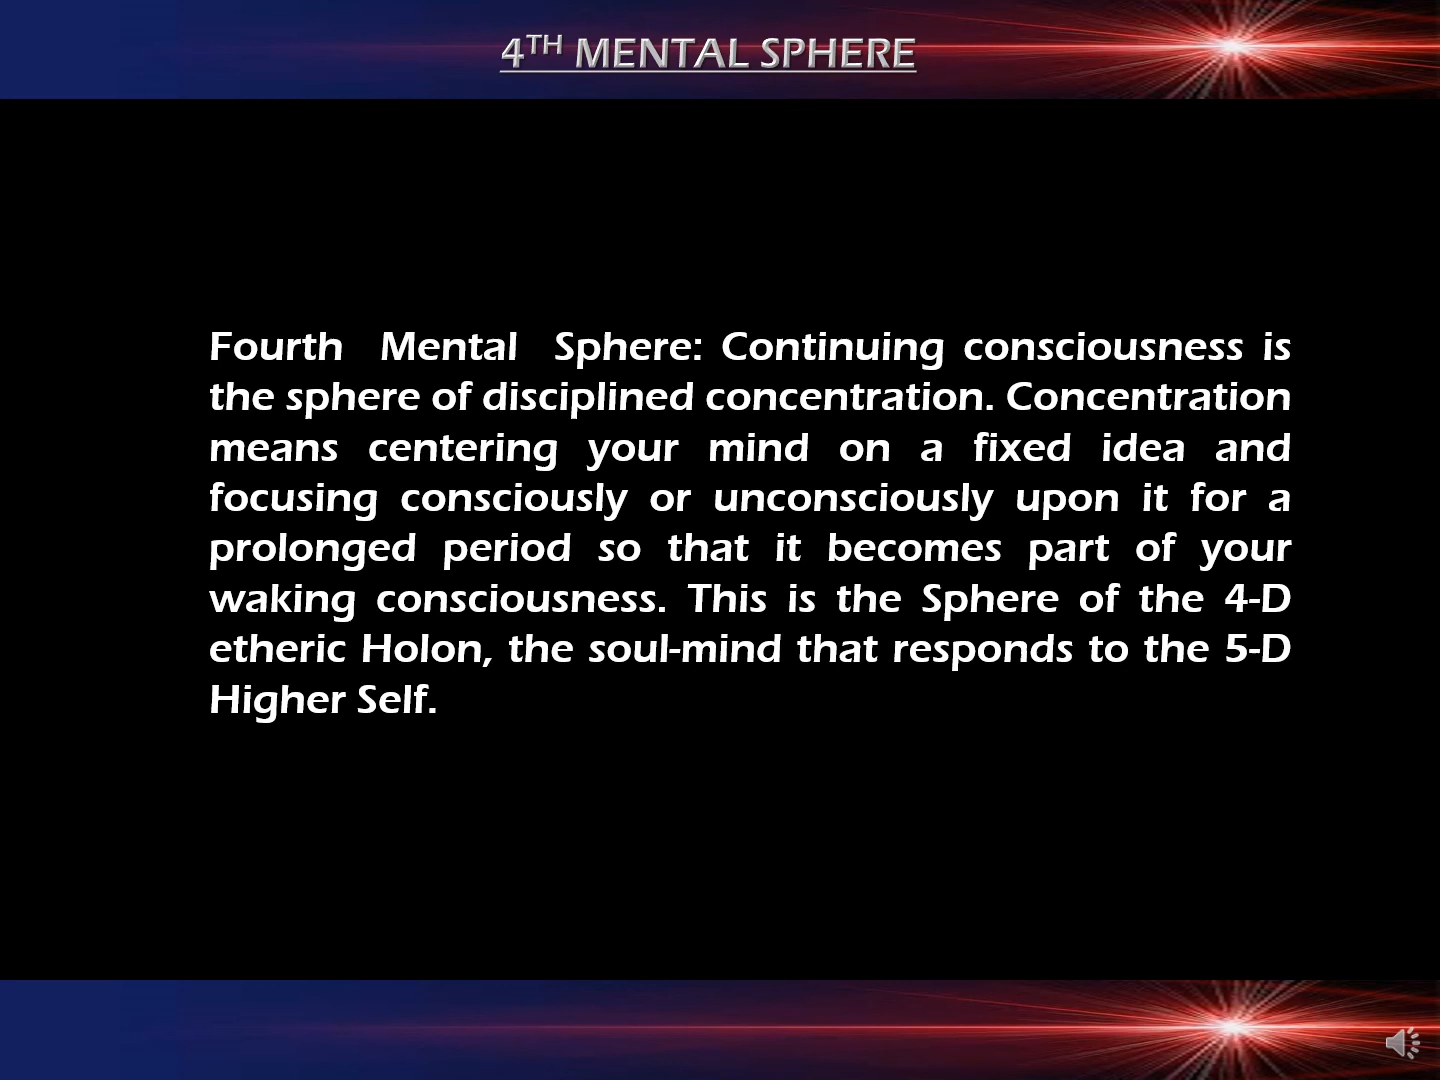 4TH MENTAL SPHERE
Fourth Mental Sphere: Continuing consciousness is
the sphere of disciplined concentration. Concentration
means centering your mind on a fixed idea and
focusing consciously or unconsciously upon it for a
prolonged period so that it becomes part of your
waking consciousness. This is the Sphere of the 4-D
etheric Holon, the soul-mind that responds to the 5-D
Higher Self.